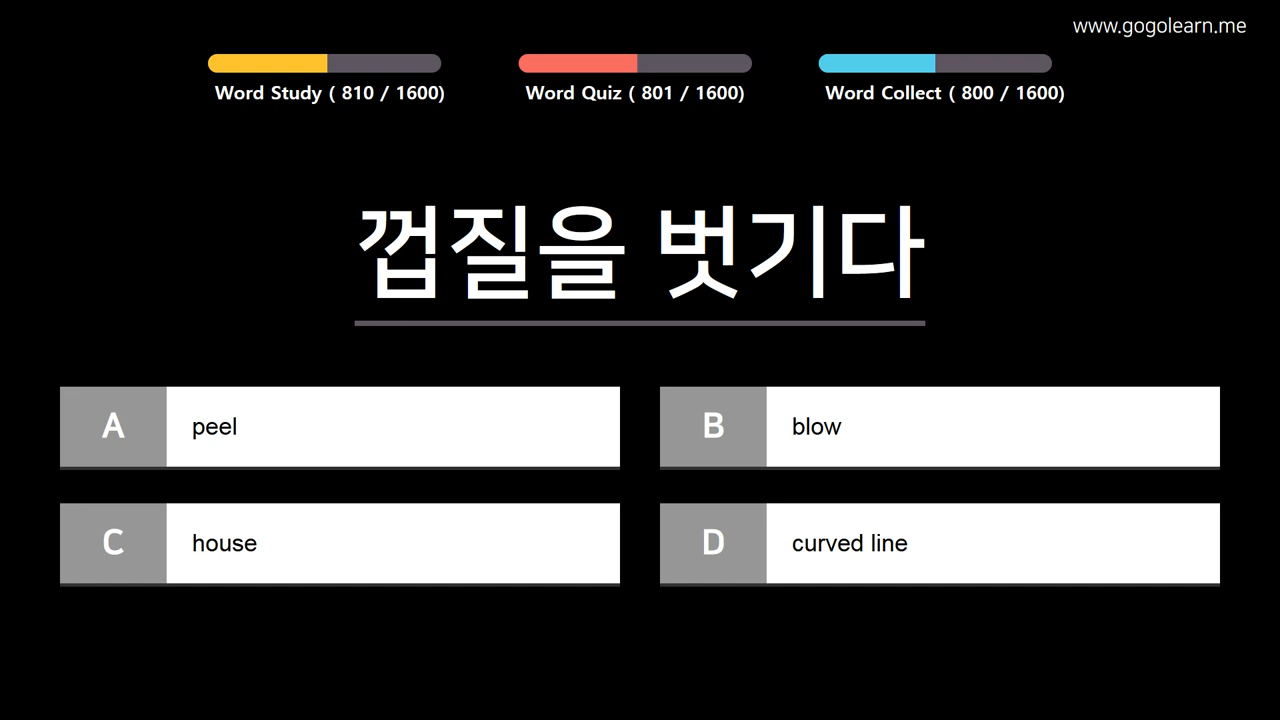 www.gogolearn.me
Word Study ( 810 / 1600)
Word Quiz ( 801 / 1600)
Word Collect ( 800 / 1600)
껍질을 벗기다
A
peel
B
blow
C
house
D
curved line